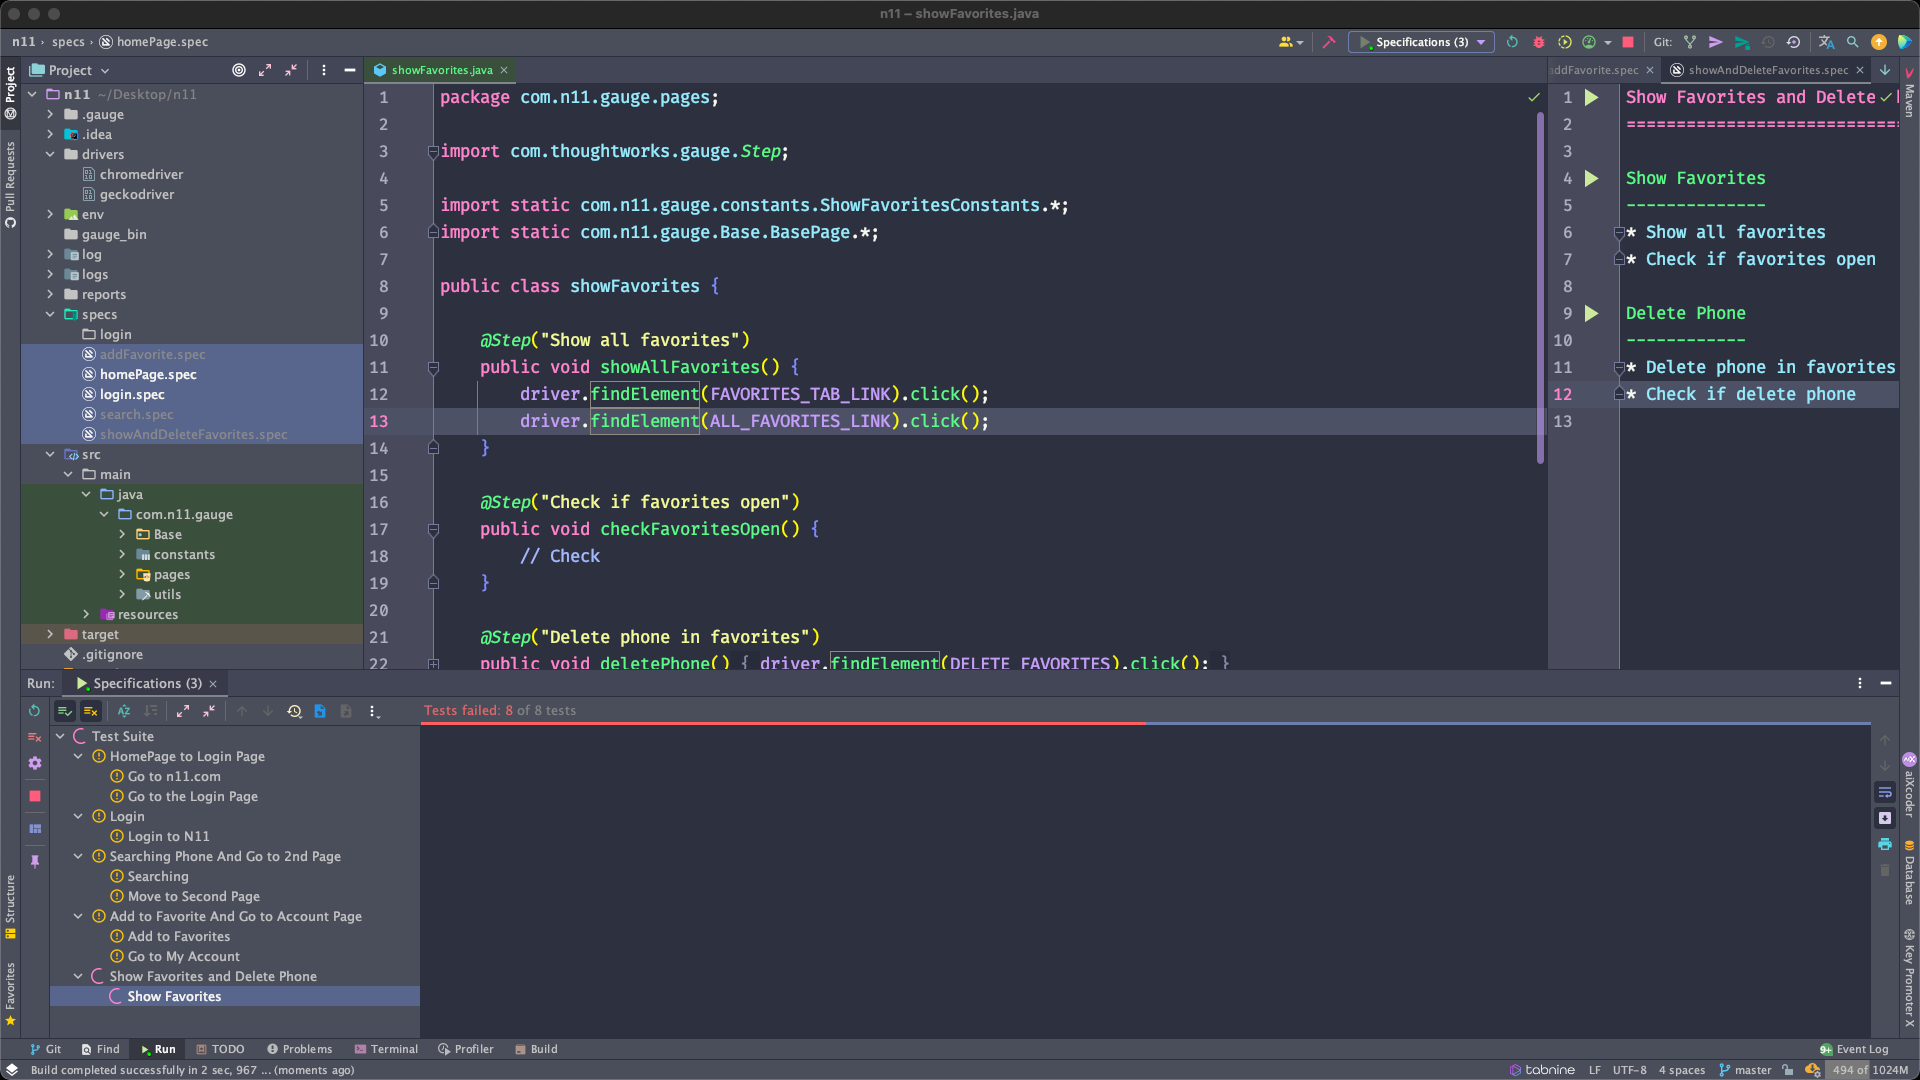 n11 – showFavorites.java
n11 › specs › homePage.spec
Specifications (3)
Git:
Project
showFavorites.java ×
addFavorite.spec ×
showAndDeleteFavorites.spec ×
n11 ~/Desktop/n11
.gauge
.idea
drivers
chromedriver
geckodriver
env
gauge_bin
log
logs
reports
specs
login
addFavorite.spec
homePage.spec
login.spec
search.spec
showAndDeleteFavorites.spec
src
main
java
com.n11.gauge
Base
constants
pages
utils
resources
target
.gitignore
1 package com.n11.gauge.pages;
2
3 import com.thoughtworks.gauge.Step;
4
5 import static com.n11.gauge.constants.ShowFavoritesConstants.*;
6 import static com.n11.gauge.Base.BasePage.*;
7
8 public class showFavorites {
9
10 @Step("Show all favorites")
11 public void showAllFavorites() {
12 driver.findElement(FAVORITES_TAB_LINK).click();
13 driver.findElement(ALL_FAVORITES_LINK).click();
14 }
15
16 @Step("Check if favorites open")
17 public void checkFavoritesOpen() {
18 // Check
19 }
20
21 @Step("Delete phone in favorites")
22 public void deletePhone() { driver.findElement(DELETE_FAVORITES).click(); }
1 Show Favorites and Delete
2 ===========================
3
4 Show Favorites
5 --------------
6 * Show all favorites
7 * Check if favorites open
8
9 Delete Phone
10 ------------
11 * Delete phone in favorites
12 * Check if delete phone
13
Project
Pull Requests
Structure
Favorites
Maven
aiXcoder
Database
Key Promoter X
Run:
Specifications (3) ×
Tests failed: 8 of 8 tests
Test Suite
HomePage to Login Page
Go to n11.com
Go to the Login Page
Login
Login to N11
Searching Phone And Go to 2nd Page
Searching
Move to Second Page
Add to Favorite And Go to Account Page
Add to Favorites
Go to My Account
Show Favorites and Delete Phone
Show Favorites
Git
Find
Run
TODO
Problems
Terminal
Profiler
Build
9+ Event Log
Build completed successfully in 2 sec, 967 ... (moments ago)
tabnine
LF
UTF-8
4 spaces
master
494 of 1024M